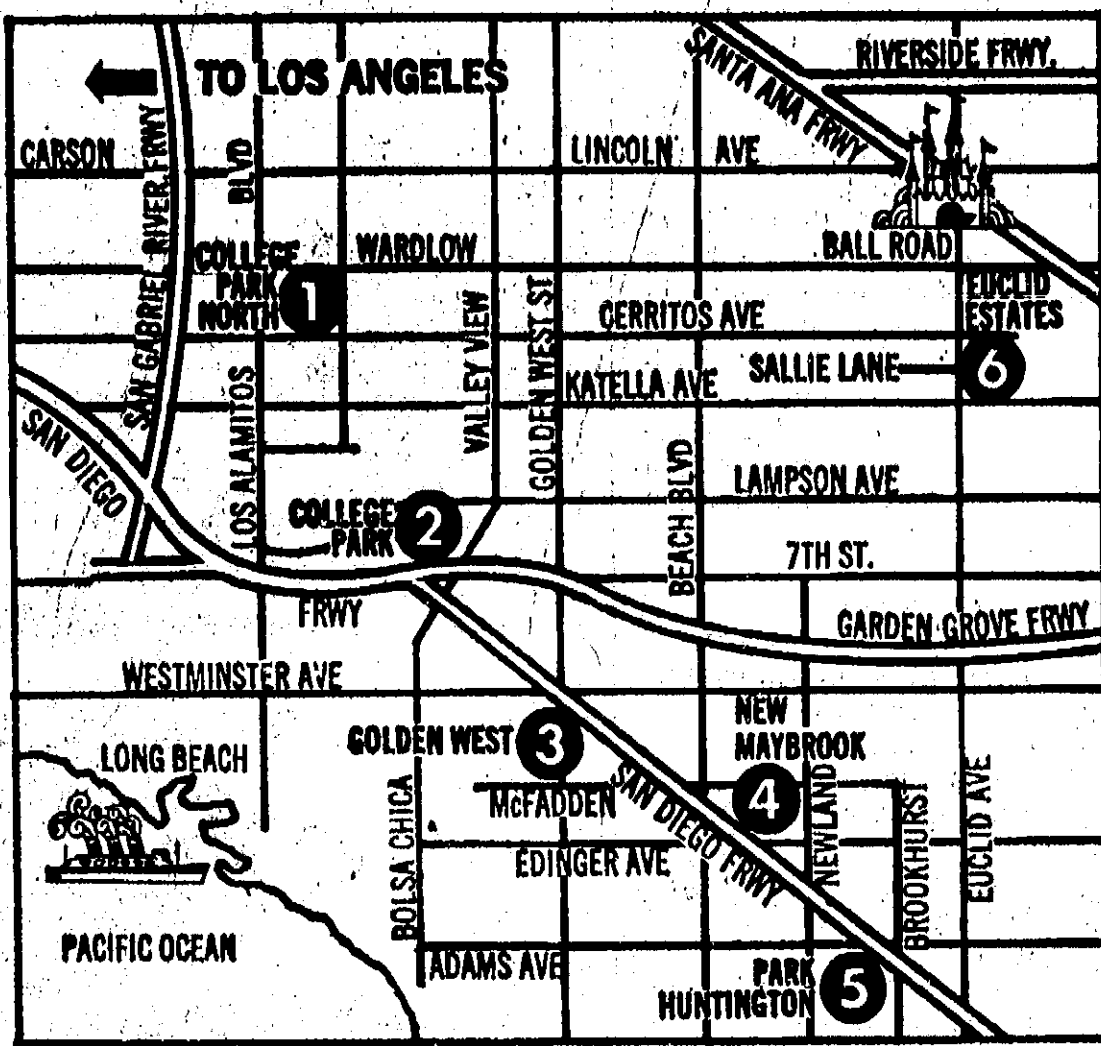 RIVERSIDE FRWY.
TO LOS ANGELES
SANTA ANA FRWY
CARSON
SAN GABRIEL RIVER FRWY
BLVD
LINCOLN AVE
COLLEGE
PARK
NORTH
1
WARDLOW
BALL ROAD
VALLEY VIEW
GOLDEN WEST ST
CERRITOS AVE
EUCLID
ESTATES
6
SALLIE LANE
KATELLA AVE
SAN DIEGO
LOS ALAMITOS
BEACH BLVD
LAMPSON AVE
COLLEGE
PARK
2
7TH ST.
FRWY
GARDEN GROVE FRWY
WESTMINSTER AVE
GOLDEN WEST
3
NEW
MAYBROOK
4
LONG BEACH
McFADDEN
SAN DIEGO FRWY
BOLSA CHICA
EDINGER AVE
NEWLAND
BROOKHURST
EUCLID AVE
PACIFIC OCEAN
ADAMS AVE
PARK
HUNTINGTON
5